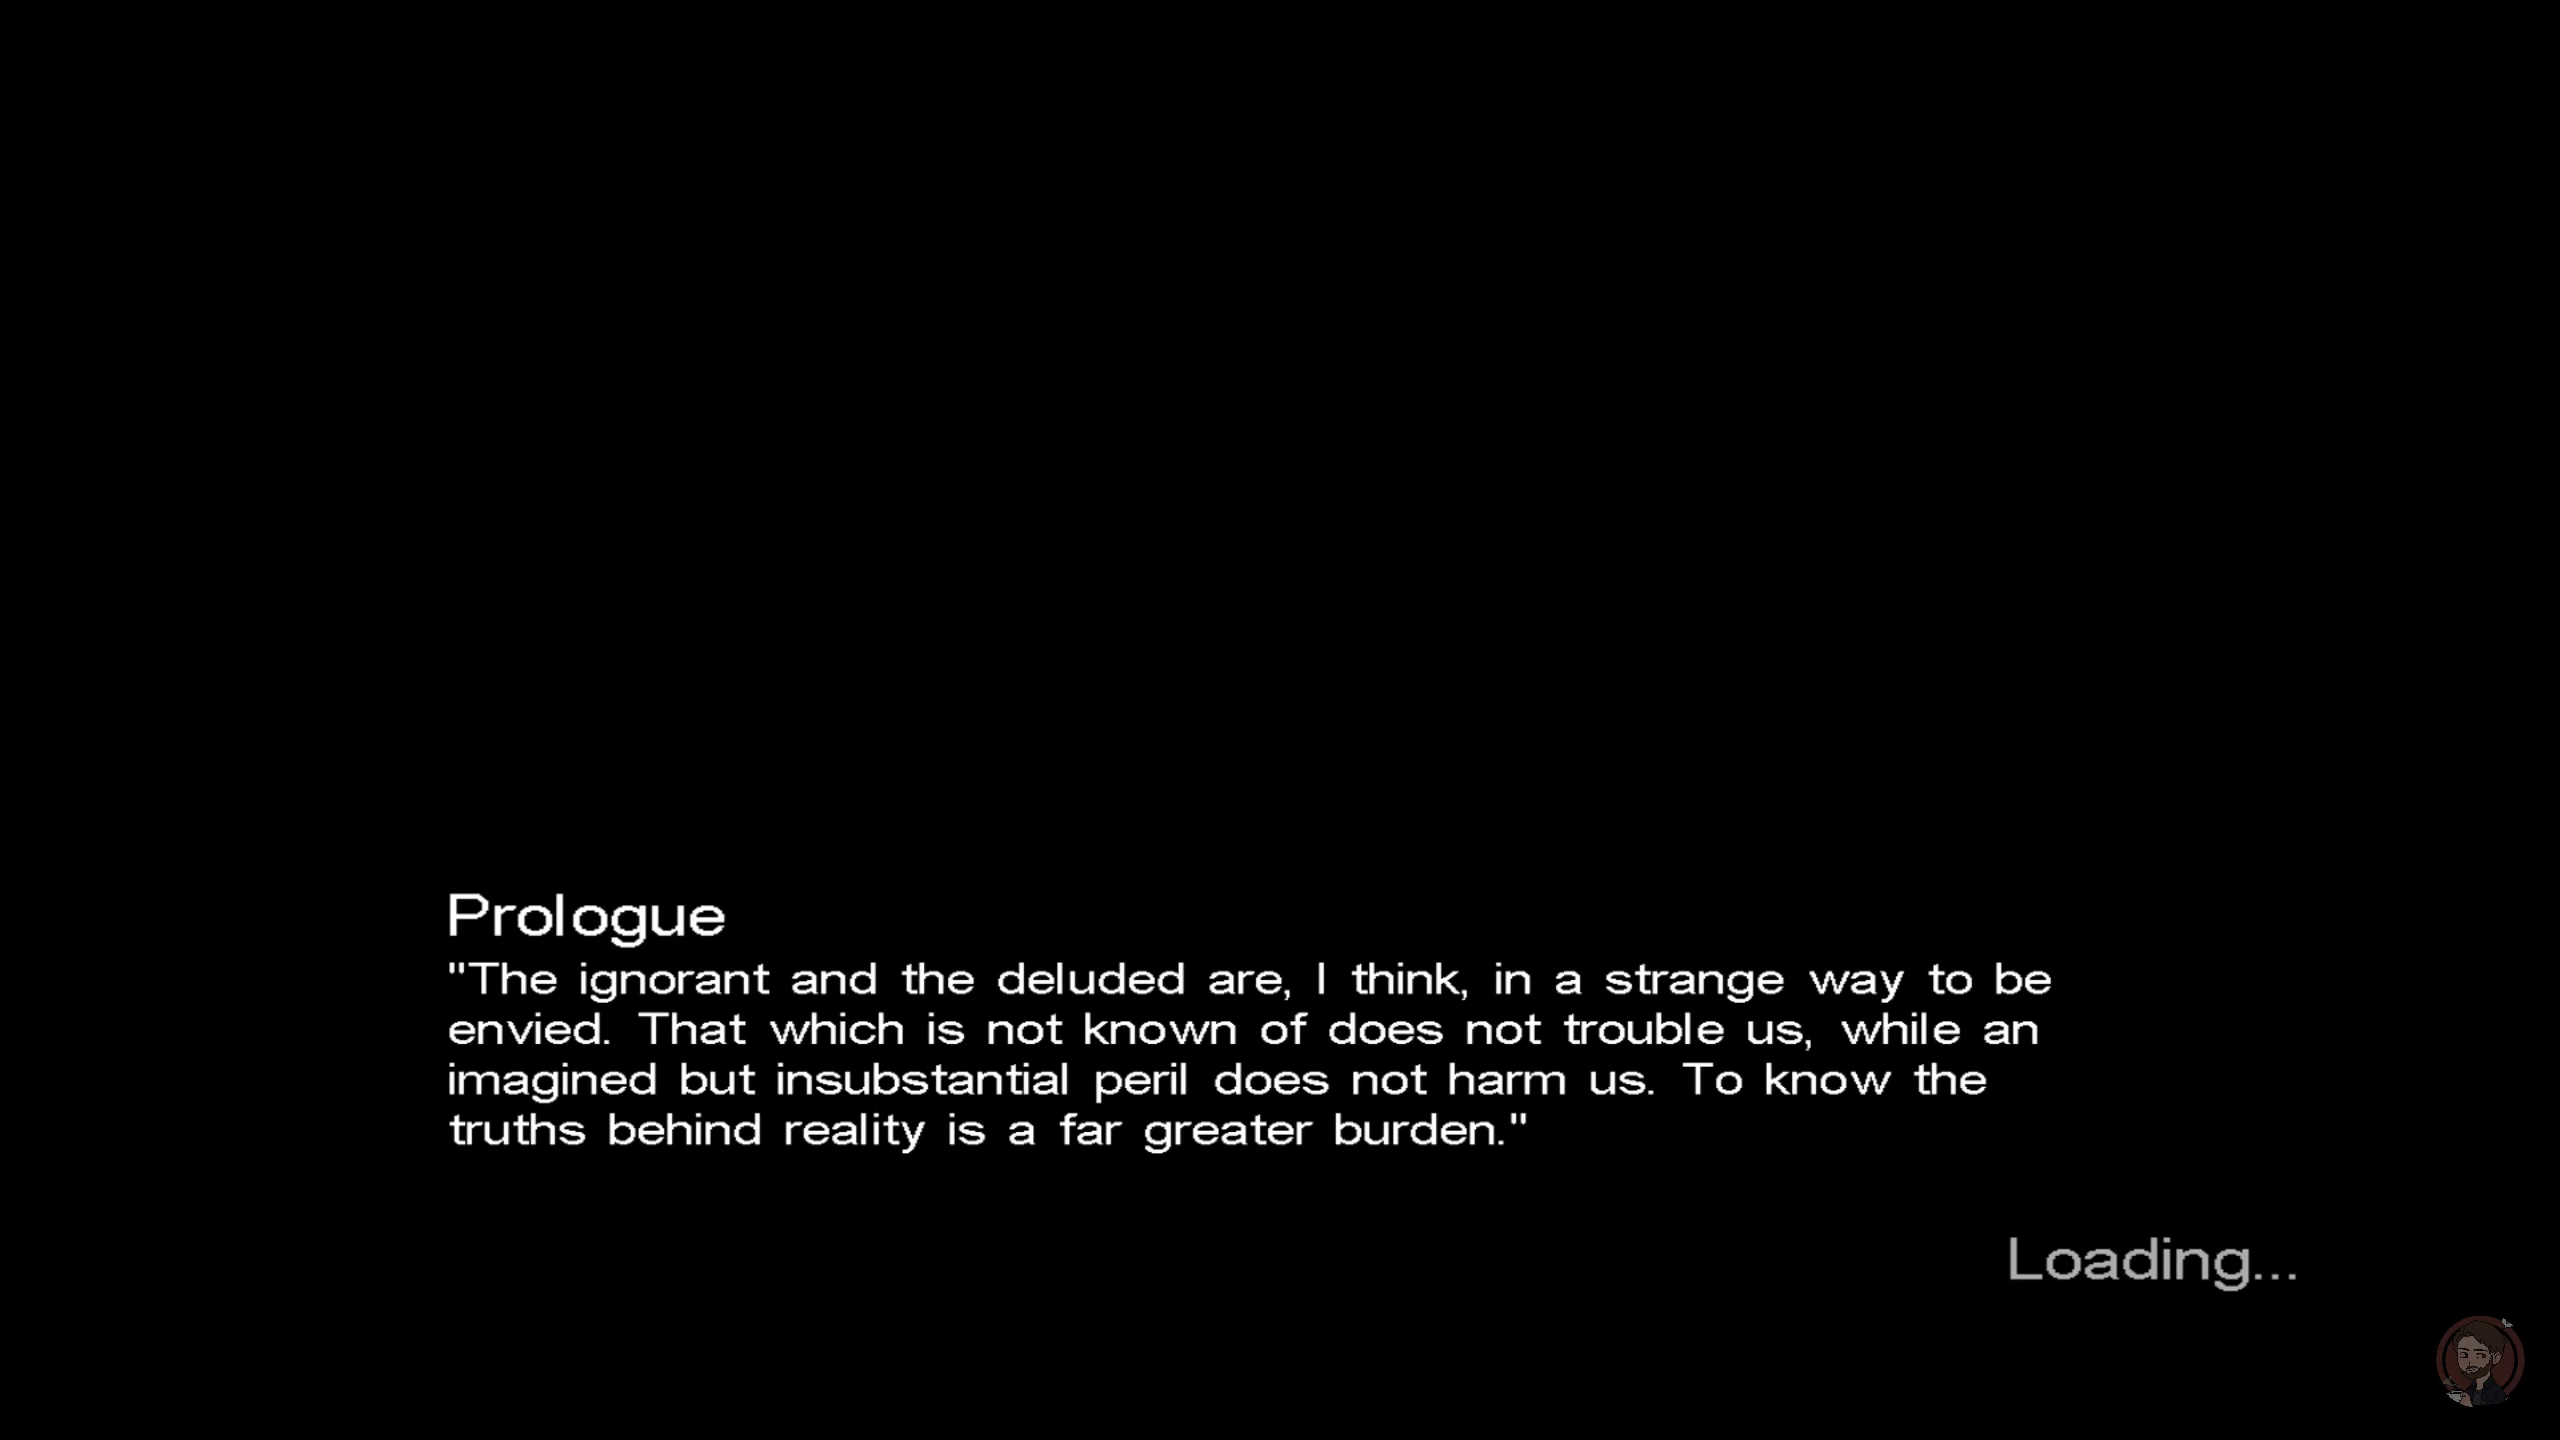 Prologue
"The ignorant and the deluded are, I think, in a strange way to be
envied. That which is not known of does not trouble us, while an
imagined but insubstantial peril does not harm us. To know the
truths behind reality is a far greater burden."
Loading...